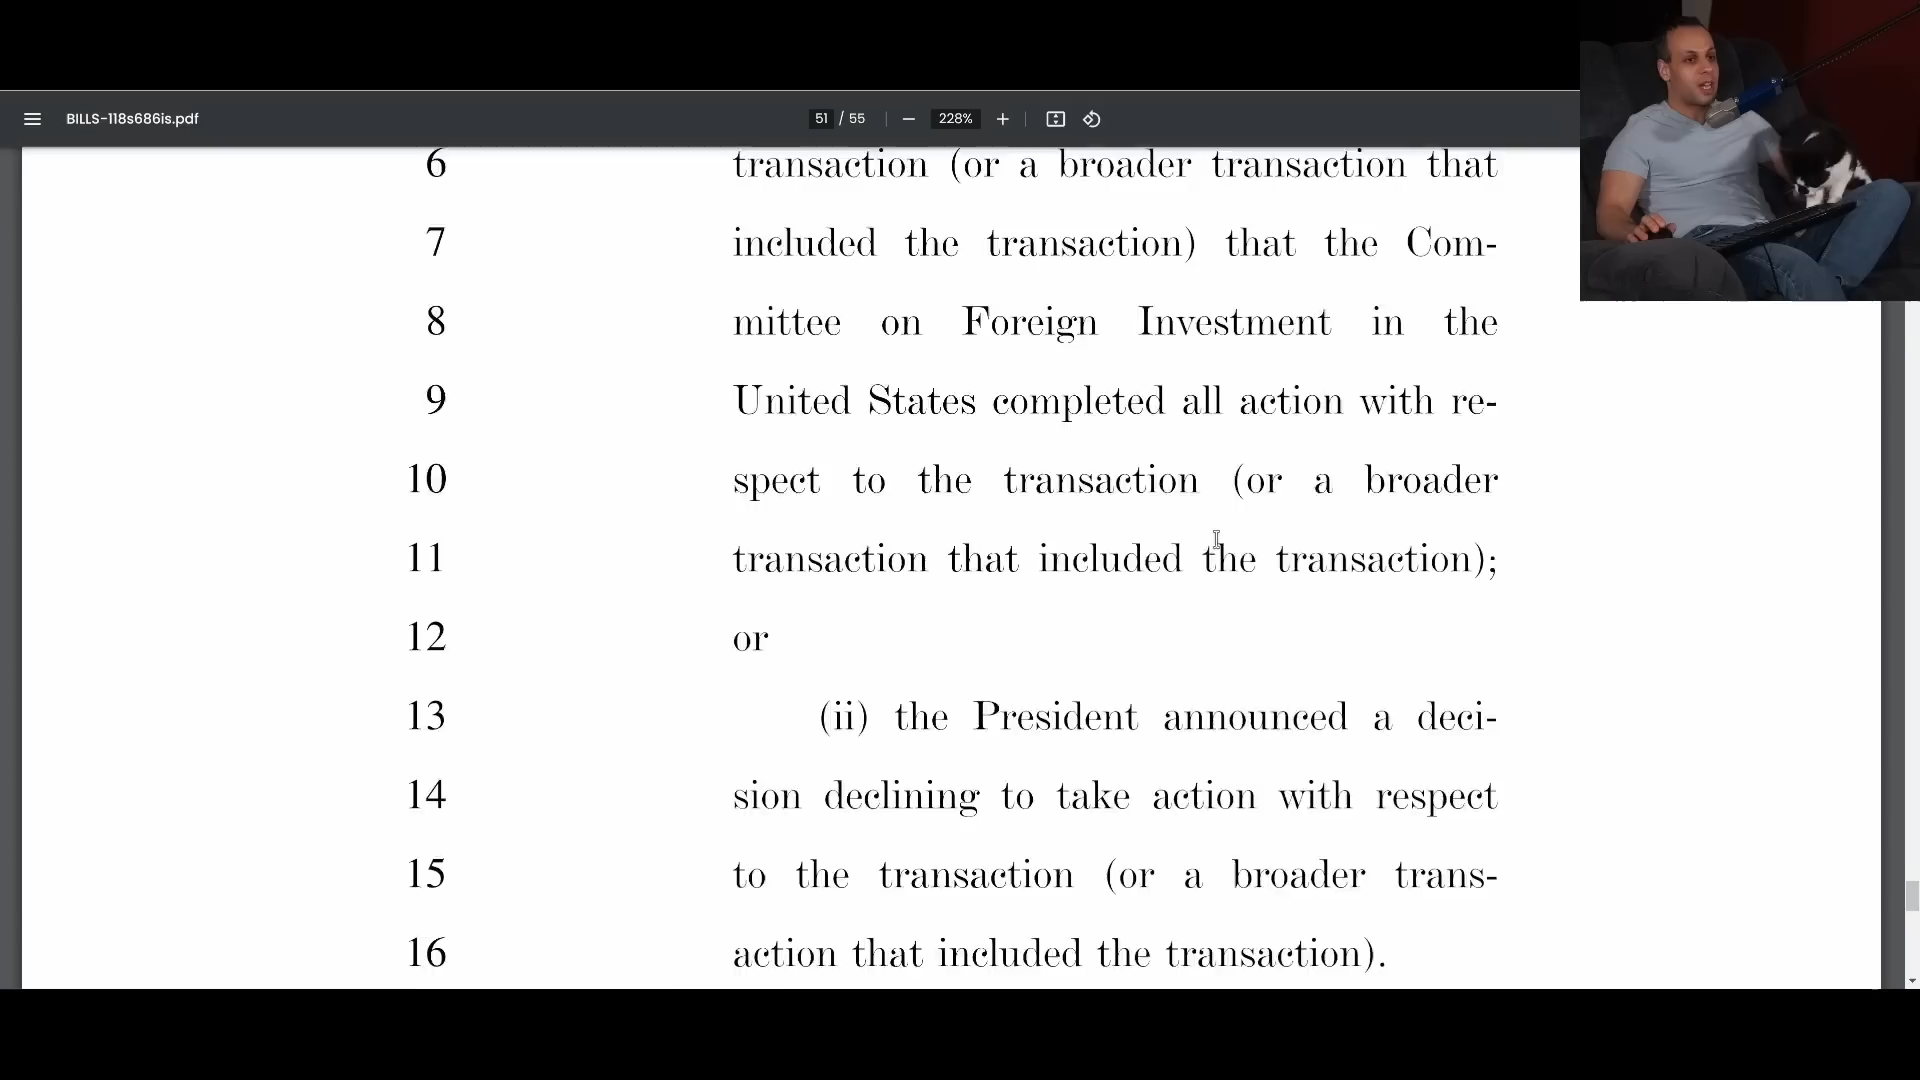 BILLS-118s686is.pdf
51 / 55
228%
6 transaction (or a broader transaction that
7 included the transaction) that the Com-
8 mittee on Foreign Investment in the
9 United States completed all action with re-
10 spect to the transaction (or a broader
11 transaction that included the transaction);
12 or
13 (ii) the President announced a deci-
14 sion declining to take action with respect
15 to the transaction (or a broader trans-
16 action that included the transaction).